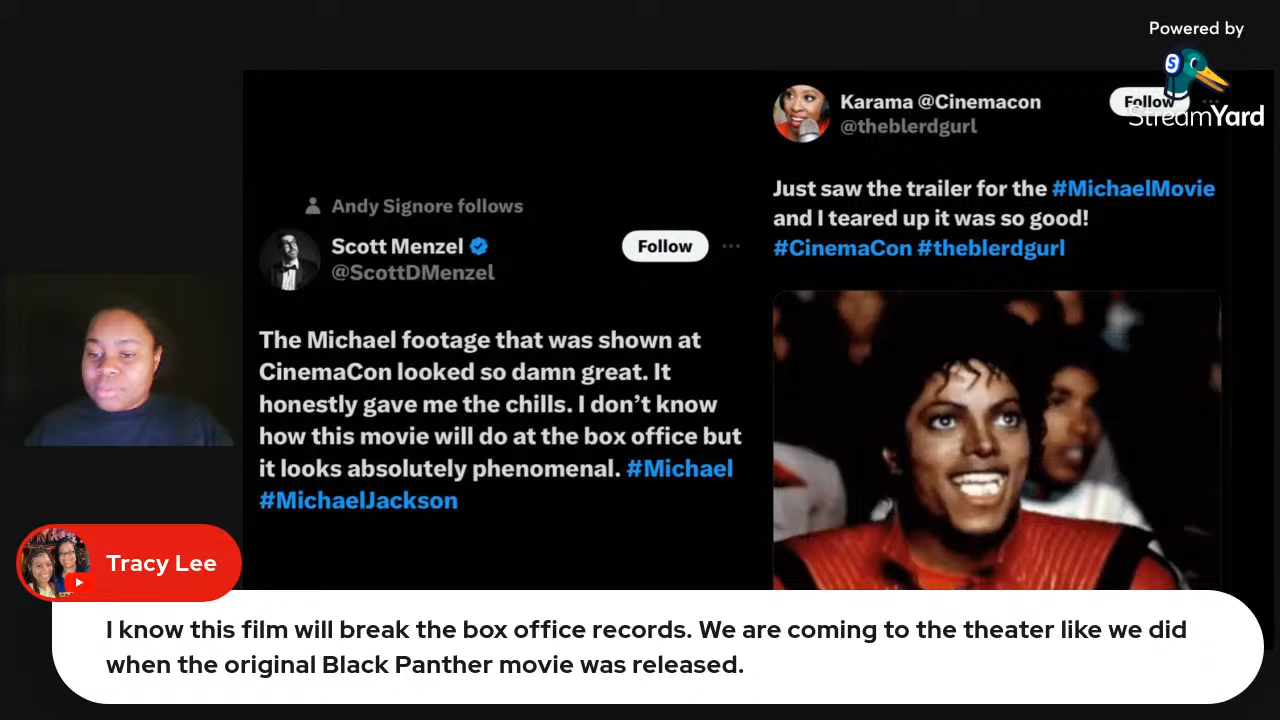 Powered by
StreamYard
Andy Signore follows
Scott Menzel
@ScottDMenzel
Follow
The Michael footage that was shown at
CinemaCon looked so damn great. It
honestly gave me the chills. I don’t know
how this movie will do at the box office but
it looks absolutely phenomenal. #Michael
#MichaelJackson
Karama @Cinemacon
@theblerdgurl
Follow
Just saw the trailer for the #MichaelMovie
and I teared up it was so good!
#CinemaCon #theblerdgurl
Tracy Lee
I know this film will break the box office records. We are coming to the theater like we did
when the original Black Panther movie was released.